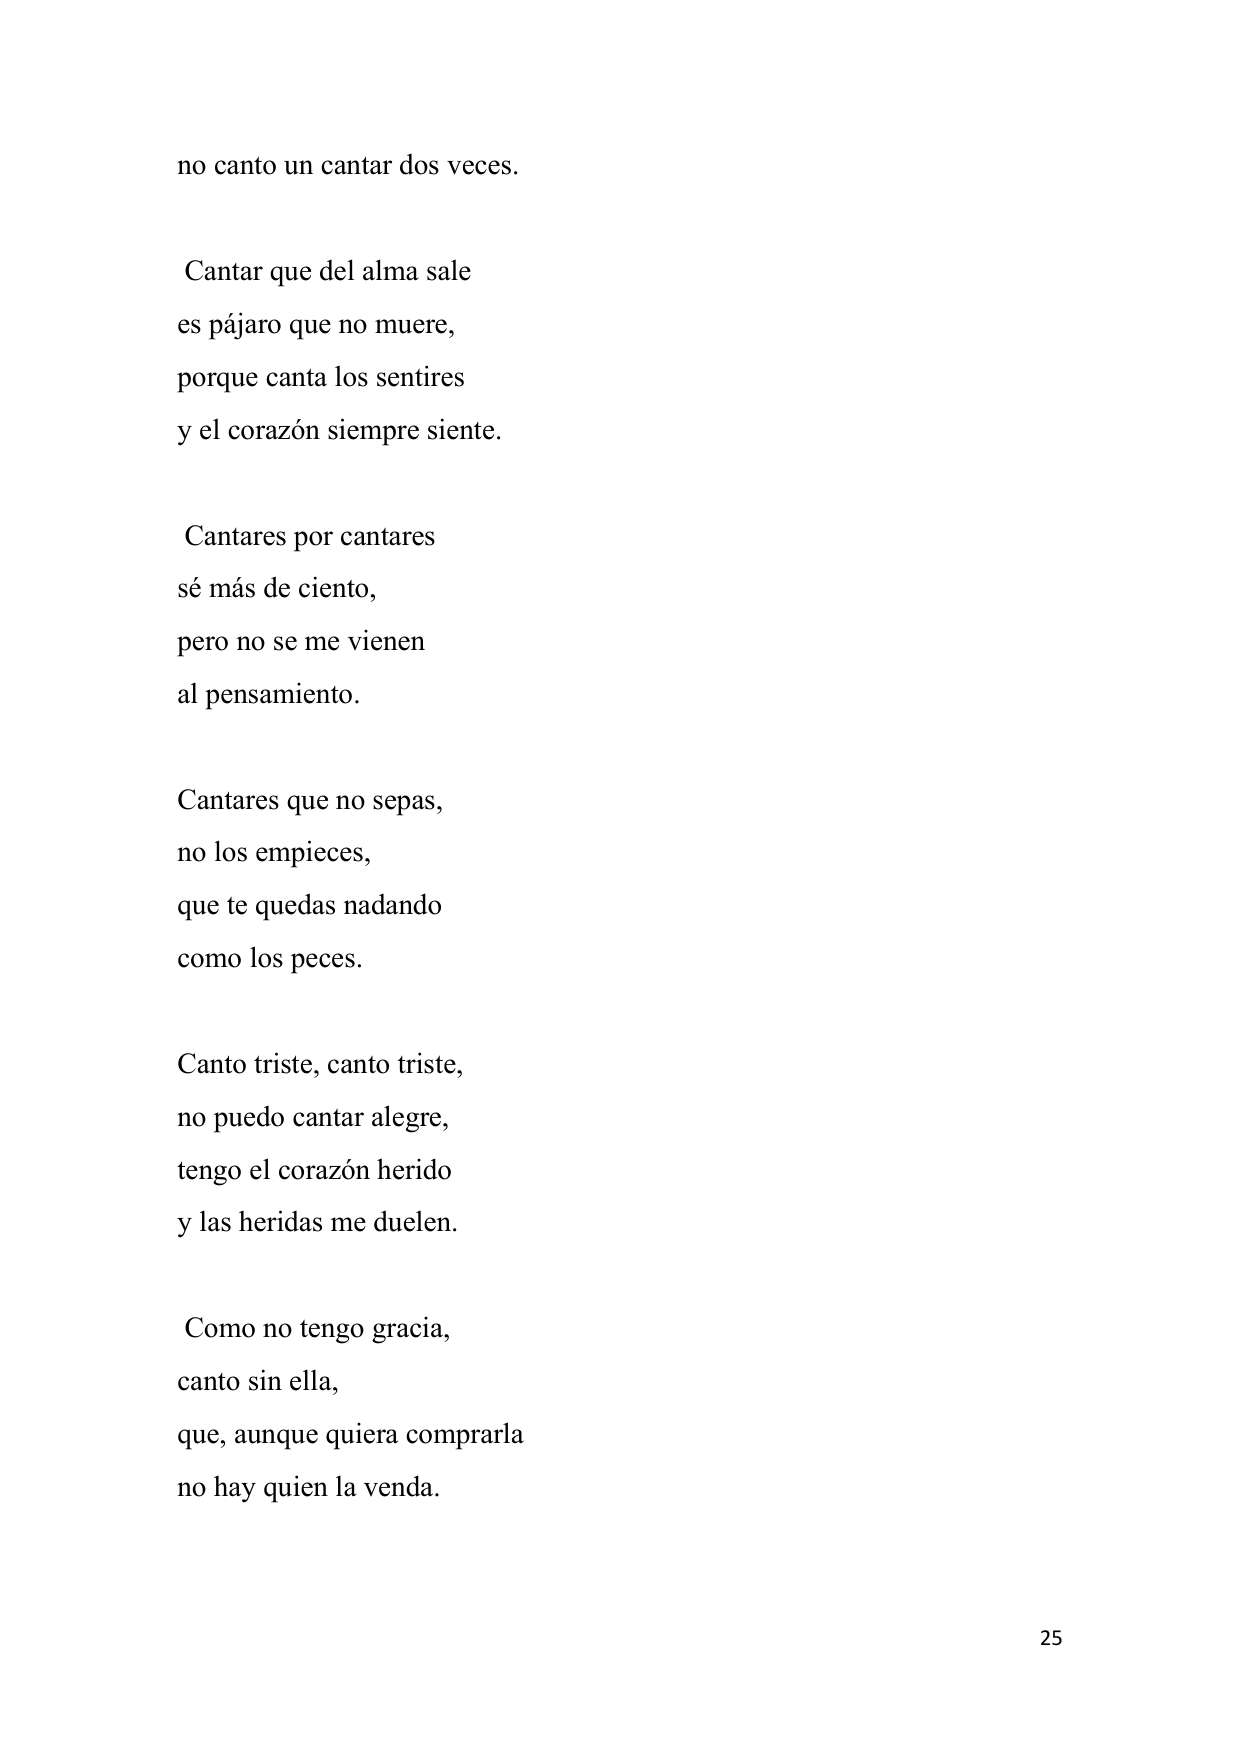 no canto un cantar dos veces.
Cantar que del alma sale
es pájaro que no muere,
porque canta los sentires
y el corazón siempre siente.
Cantares por cantares
sé más de ciento,
pero no se me vienen
al pensamiento.
Cantares que no sepas,
no los empieces,
que te quedas nadando
como los peces.
Canto triste, canto triste,
no puedo cantar alegre,
tengo el corazón herido
y las heridas me duelen.
Como no tengo gracia,
canto sin ella,
que, aunque quiera comprarla
no hay quien la venda.
25